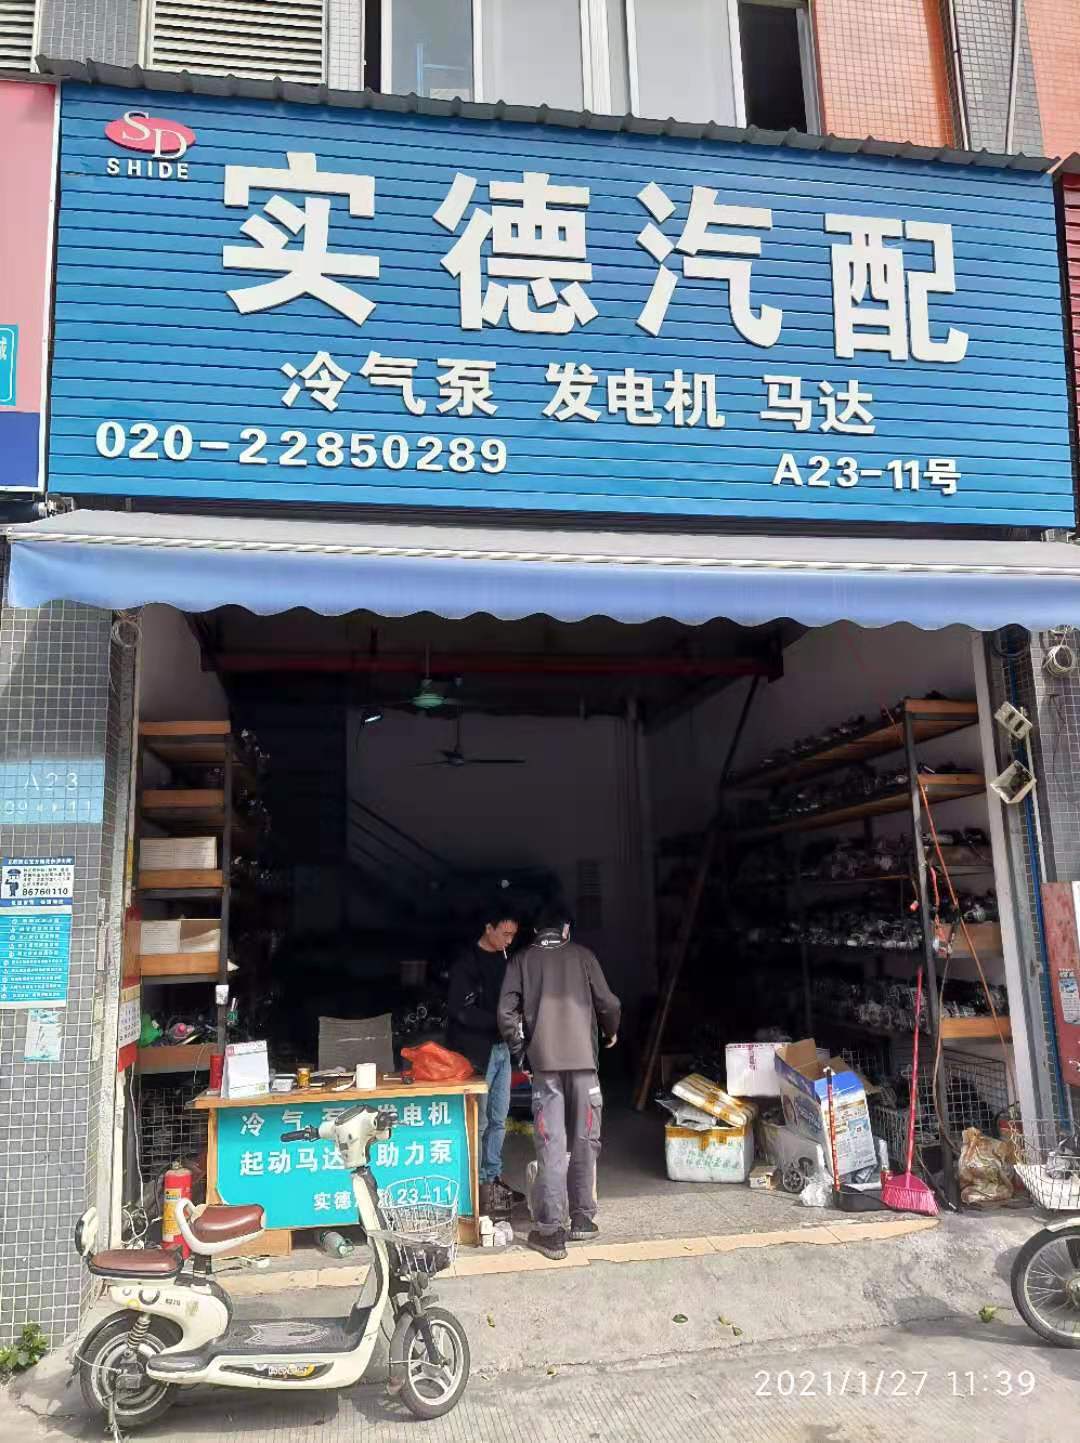 SD
SHIDE
实德汽配
冷气泵 发电机 马达
020-22850289
A23-11号
A23
86760110
冷气泵 发电机
起动马达 助力泵
实德 23-11
2021/1/27 11:39